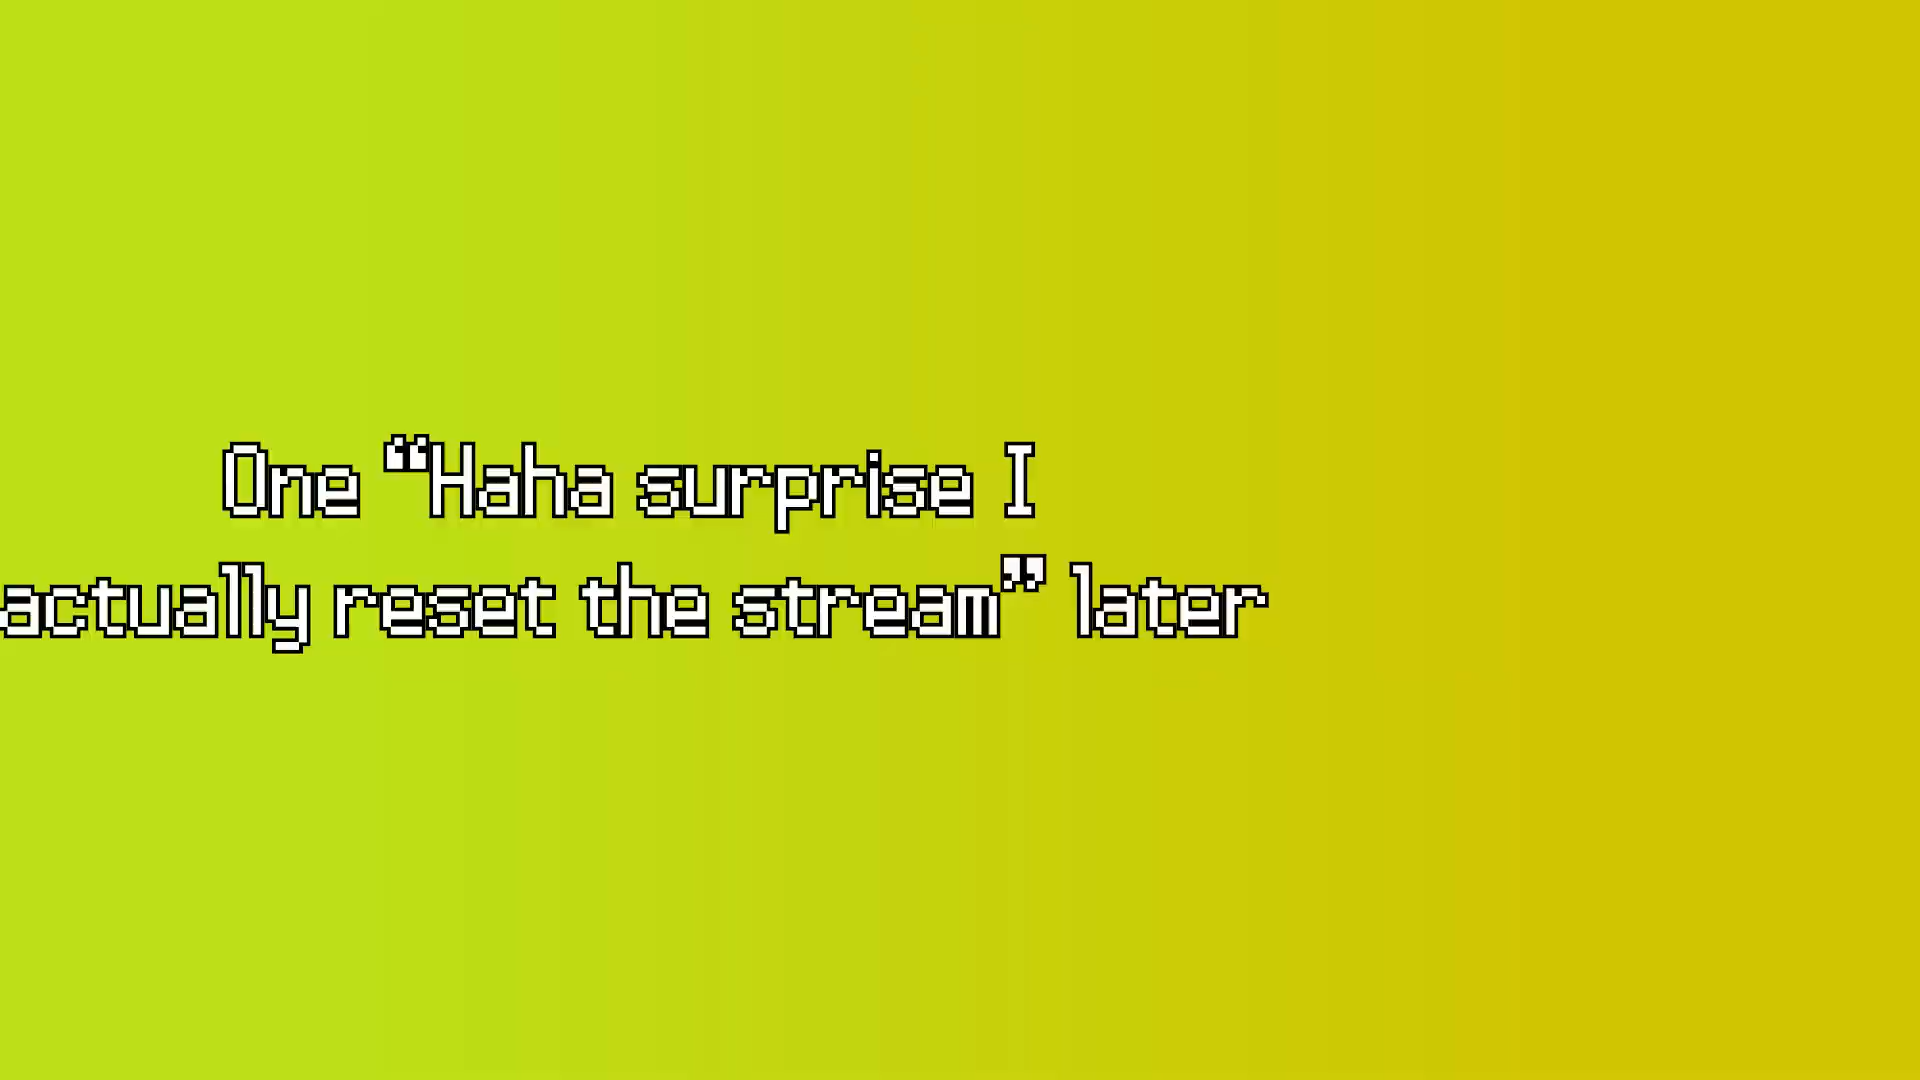 One “Haha surprise I
actually reset the stream” later